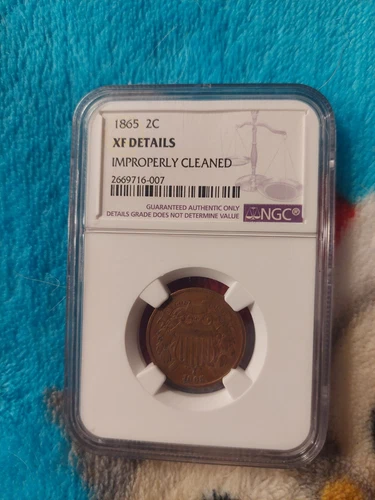 1865 2C
XF DETAILS
IMPROPERLY CLEANED
2669716-007
GUARANTEED AUTHENTIC ONLY
DETAILS GRADE DOES NOT DETERMINE VALUE
NGC®